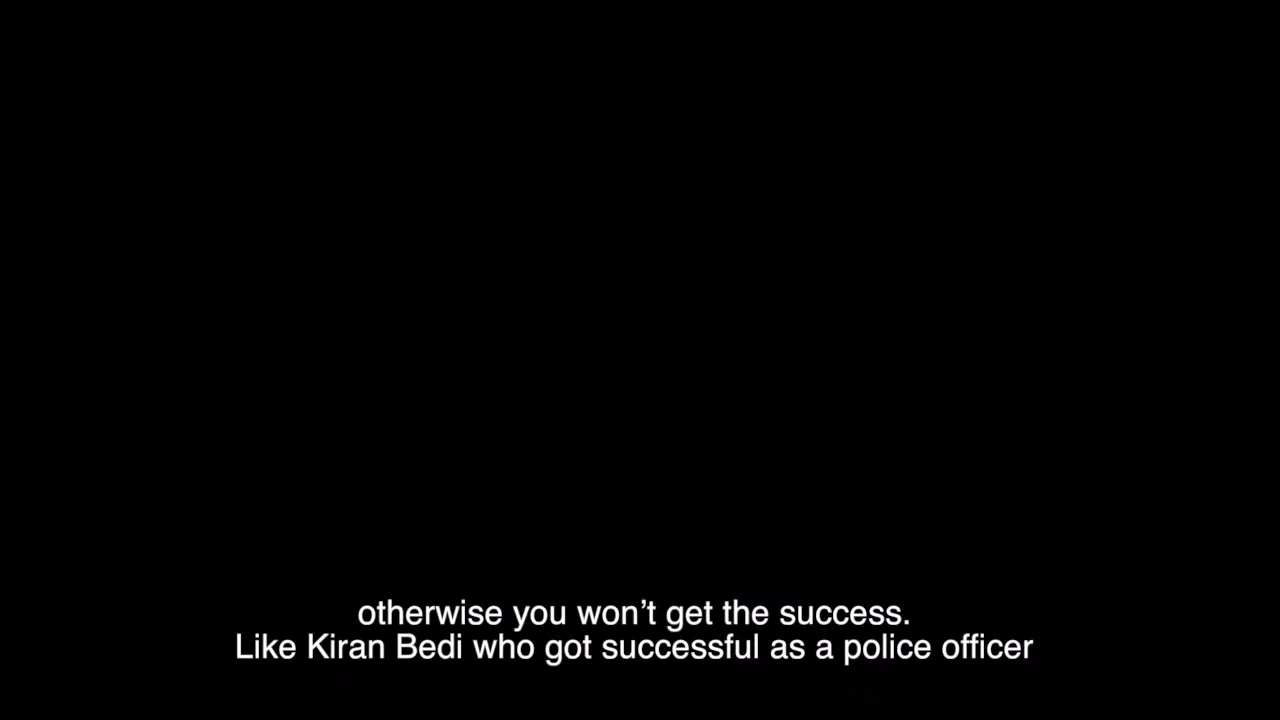 otherwise you won’t get the success.
Like Kiran Bedi who got successful as a police officer